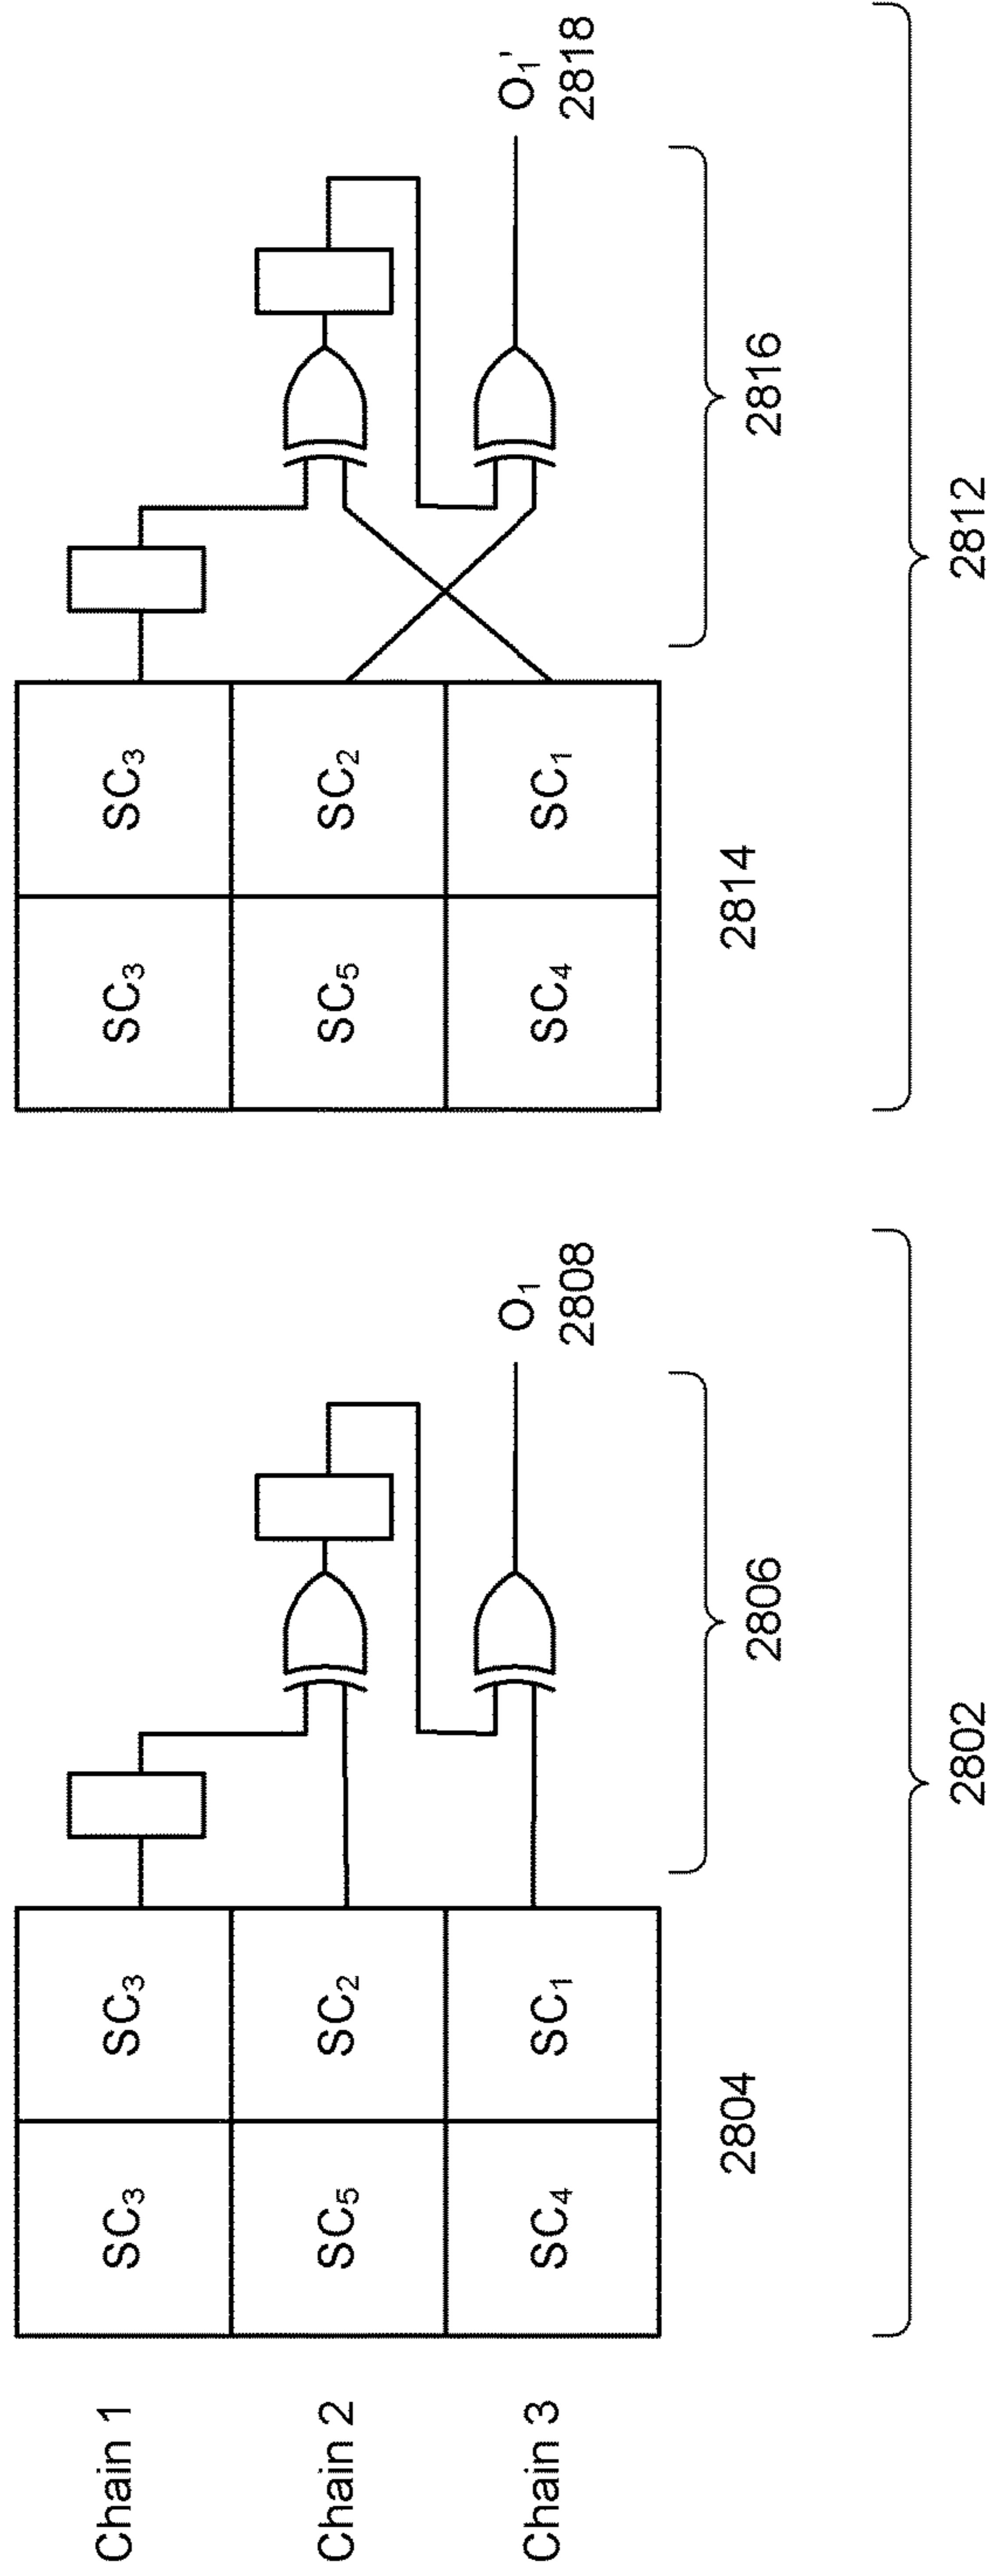 Chain 1
SC₃
SC₃
Chain 2
SC₅
SC₂
Chain 3
SC₄
SC₁
O₁
2808
2804
2806
2802
SC₃
SC₃
SC₅
SC₂
SC₄
SC₁
O₁'
2818
2814
2816
2812